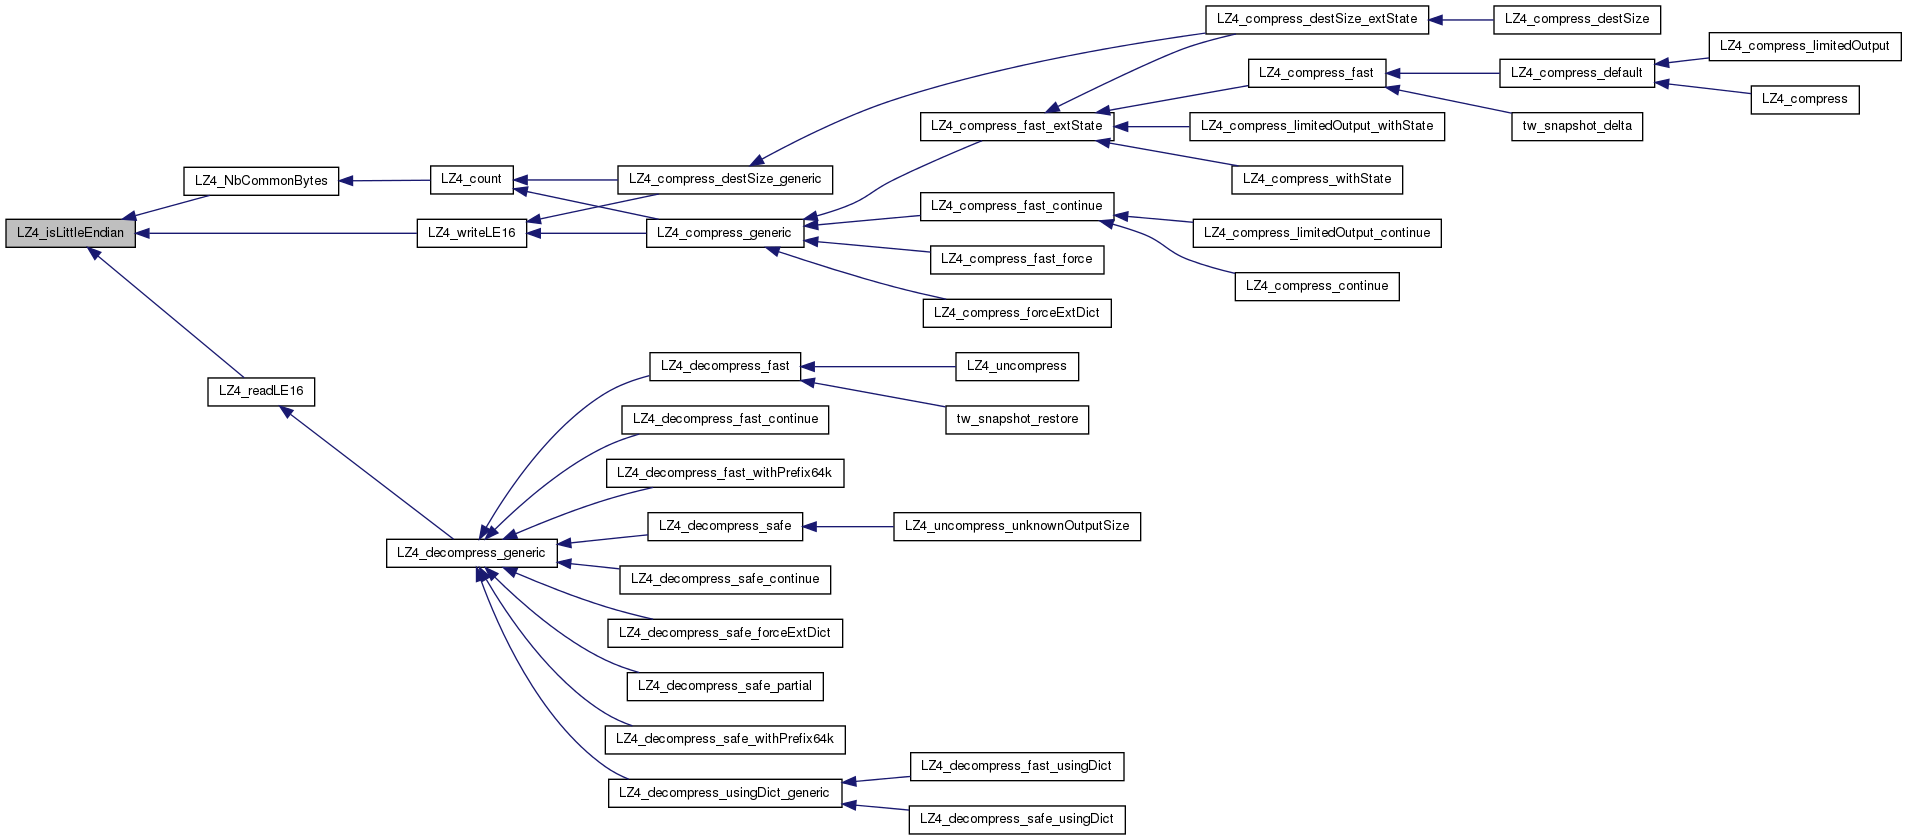 LZ4_compress_destSize_extState
LZ4_compress_destSize
LZ4_compress_limitedOutput
LZ4_compress_fast
LZ4_compress_default
LZ4_compress
LZ4_compress_fast_extState
LZ4_compress_limitedOutput_withState
tw_snapshot_delta
LZ4_NbCommonBytes
LZ4_count
LZ4_compress_destSize_generic
LZ4_compress_withState
LZ4_compress_fast_continue
LZ4_isLittleEndian
LZ4_writeLE16
LZ4_compress_generic
LZ4_compress_limitedOutput_continue
LZ4_compress_fast_force
LZ4_compress_continue
LZ4_compress_forceExtDict
LZ4_decompress_fast
LZ4_uncompress
LZ4_readLE16
LZ4_decompress_fast_continue
tw_snapshot_restore
LZ4_decompress_fast_withPrefix64k
LZ4_decompress_safe
LZ4_uncompress_unknownOutputSize
LZ4_decompress_generic
LZ4_decompress_safe_continue
LZ4_decompress_safe_forceExtDict
LZ4_decompress_safe_partial
LZ4_decompress_safe_withPrefix64k
LZ4_decompress_fast_usingDict
LZ4_decompress_usingDict_generic
LZ4_decompress_safe_usingDict